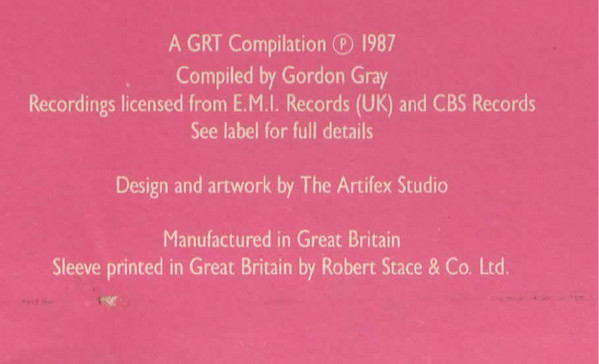 A GRT Compilation ℗ 1987
Compiled by Gordon Gray
Recordings licensed from E.M.I. Records (UK) and CBS Records
See label for full details
Design and artwork by The Artifex Studio
Manufactured in Great Britain
Sleeve printed in Great Britain by Robert Stace & Co. Ltd.